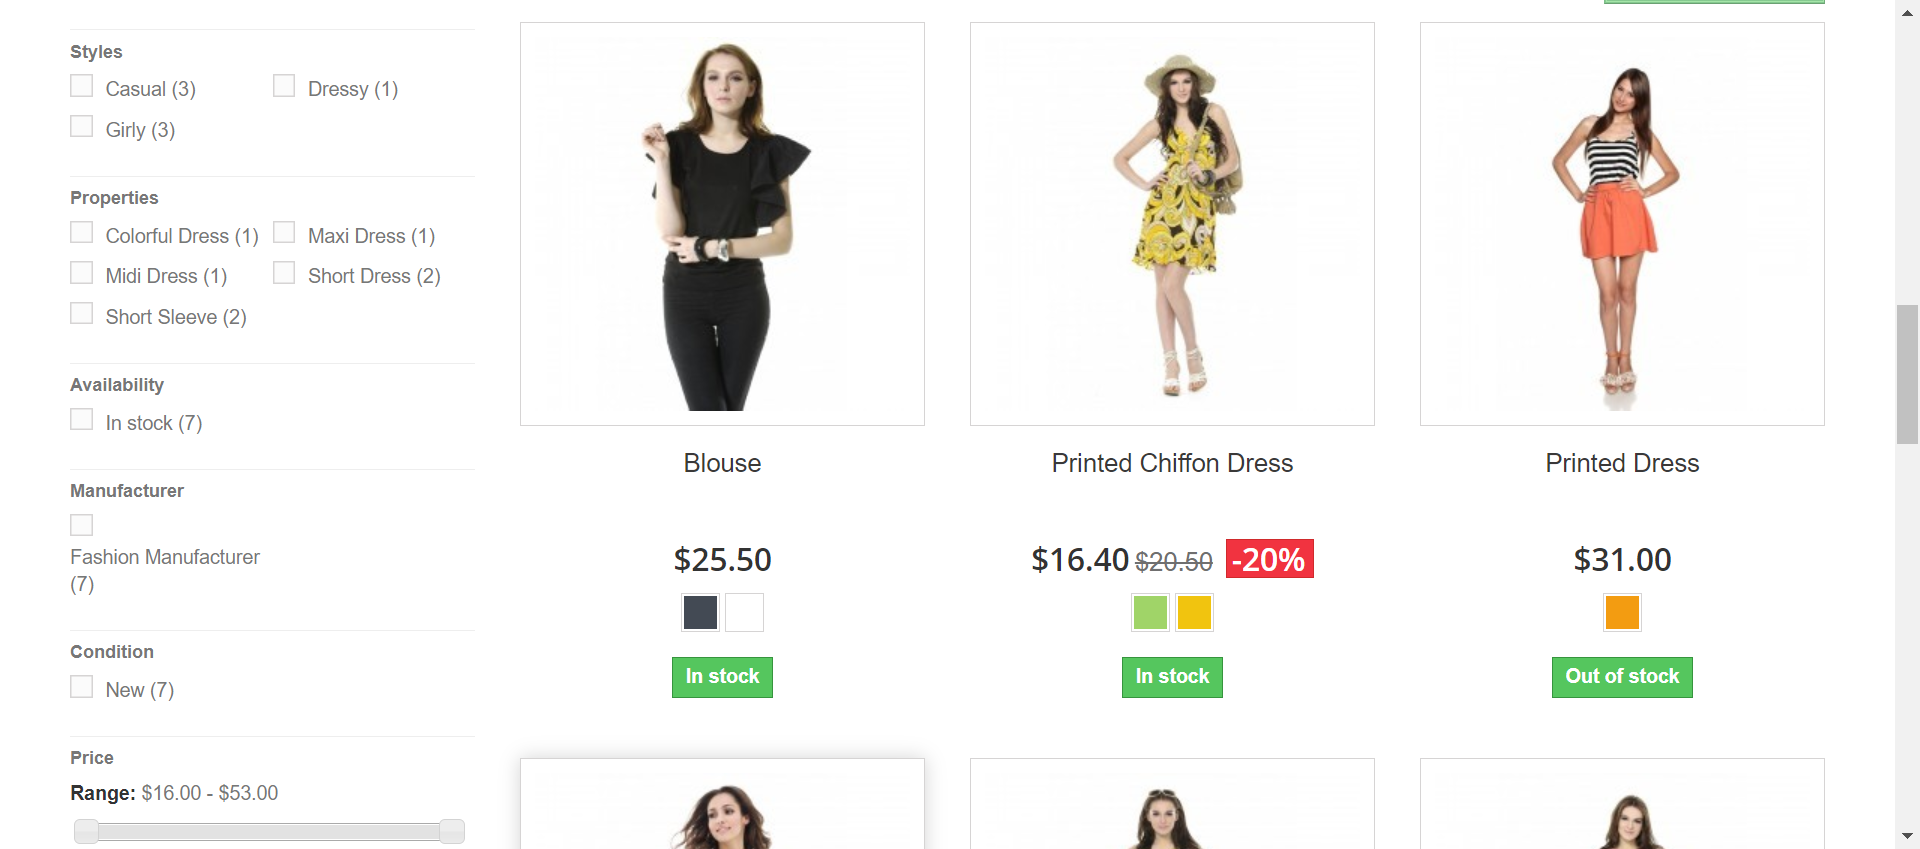 Styles
Casual (3)
Dressy (1)
Girly (3)
Properties
Colorful Dress (1)
Maxi Dress (1)
Midi Dress (1)
Short Dress (2)
Short Sleeve (2)
Availability
In stock (7)
Manufacturer
Fashion Manufacturer
(7)
Condition
New (7)
Price
Range: $16.00 - $53.00
Blouse
$25.50
In stock
Printed Chiffon Dress
$16.40 $20.50 -20%
In stock
Printed Dress
$31.00
Out of stock